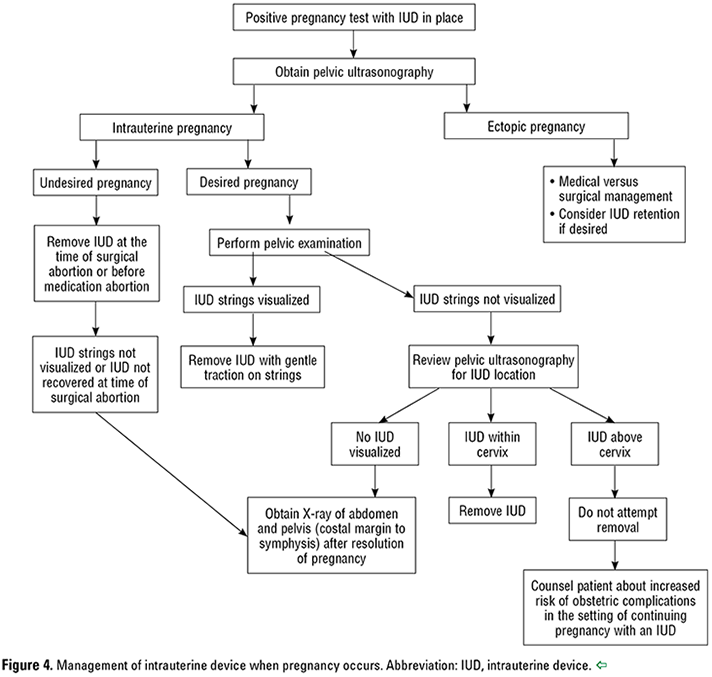 Positive pregnancy test with IUD in place
Obtain pelvic ultrasonography
Intrauterine pregnancy
Ectopic pregnancy
Undesired pregnancy
Desired pregnancy
• Medical versus
surgical management
• Consider IUD retention
if desired
Remove IUD at the
time of surgical
abortion or before
medication abortion
Perform pelvic examination
IUD strings visualized
IUD strings not visualized
IUD strings not
visualized or IUD not
recovered at time of
surgical abortion
Remove IUD with gentle
traction on strings
Review pelvic ultrasonography
for IUD location
No IUD
visualized
IUD within
cervix
IUD above
cervix
Obtain X-ray of abdomen
and pelvis (costal margin to
symphysis) after resolution
of pregnancy
Remove IUD
Do not attempt
removal
Counsel patient about increased
risk of obstetric complications
in the setting of continuing
pregnancy with an IUD
Figure 4. Management of intrauterine device when pregnancy occurs. Abbreviation: IUD, intrauterine device. ⇦